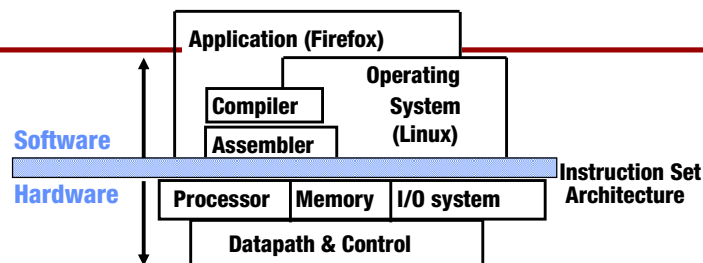 Application (Firefox)
Operating
System
(Linux)
Compiler
Assembler
Software
Hardware
Instruction Set
Architecture
Processor
Memory
I/O system
Datapath & Control